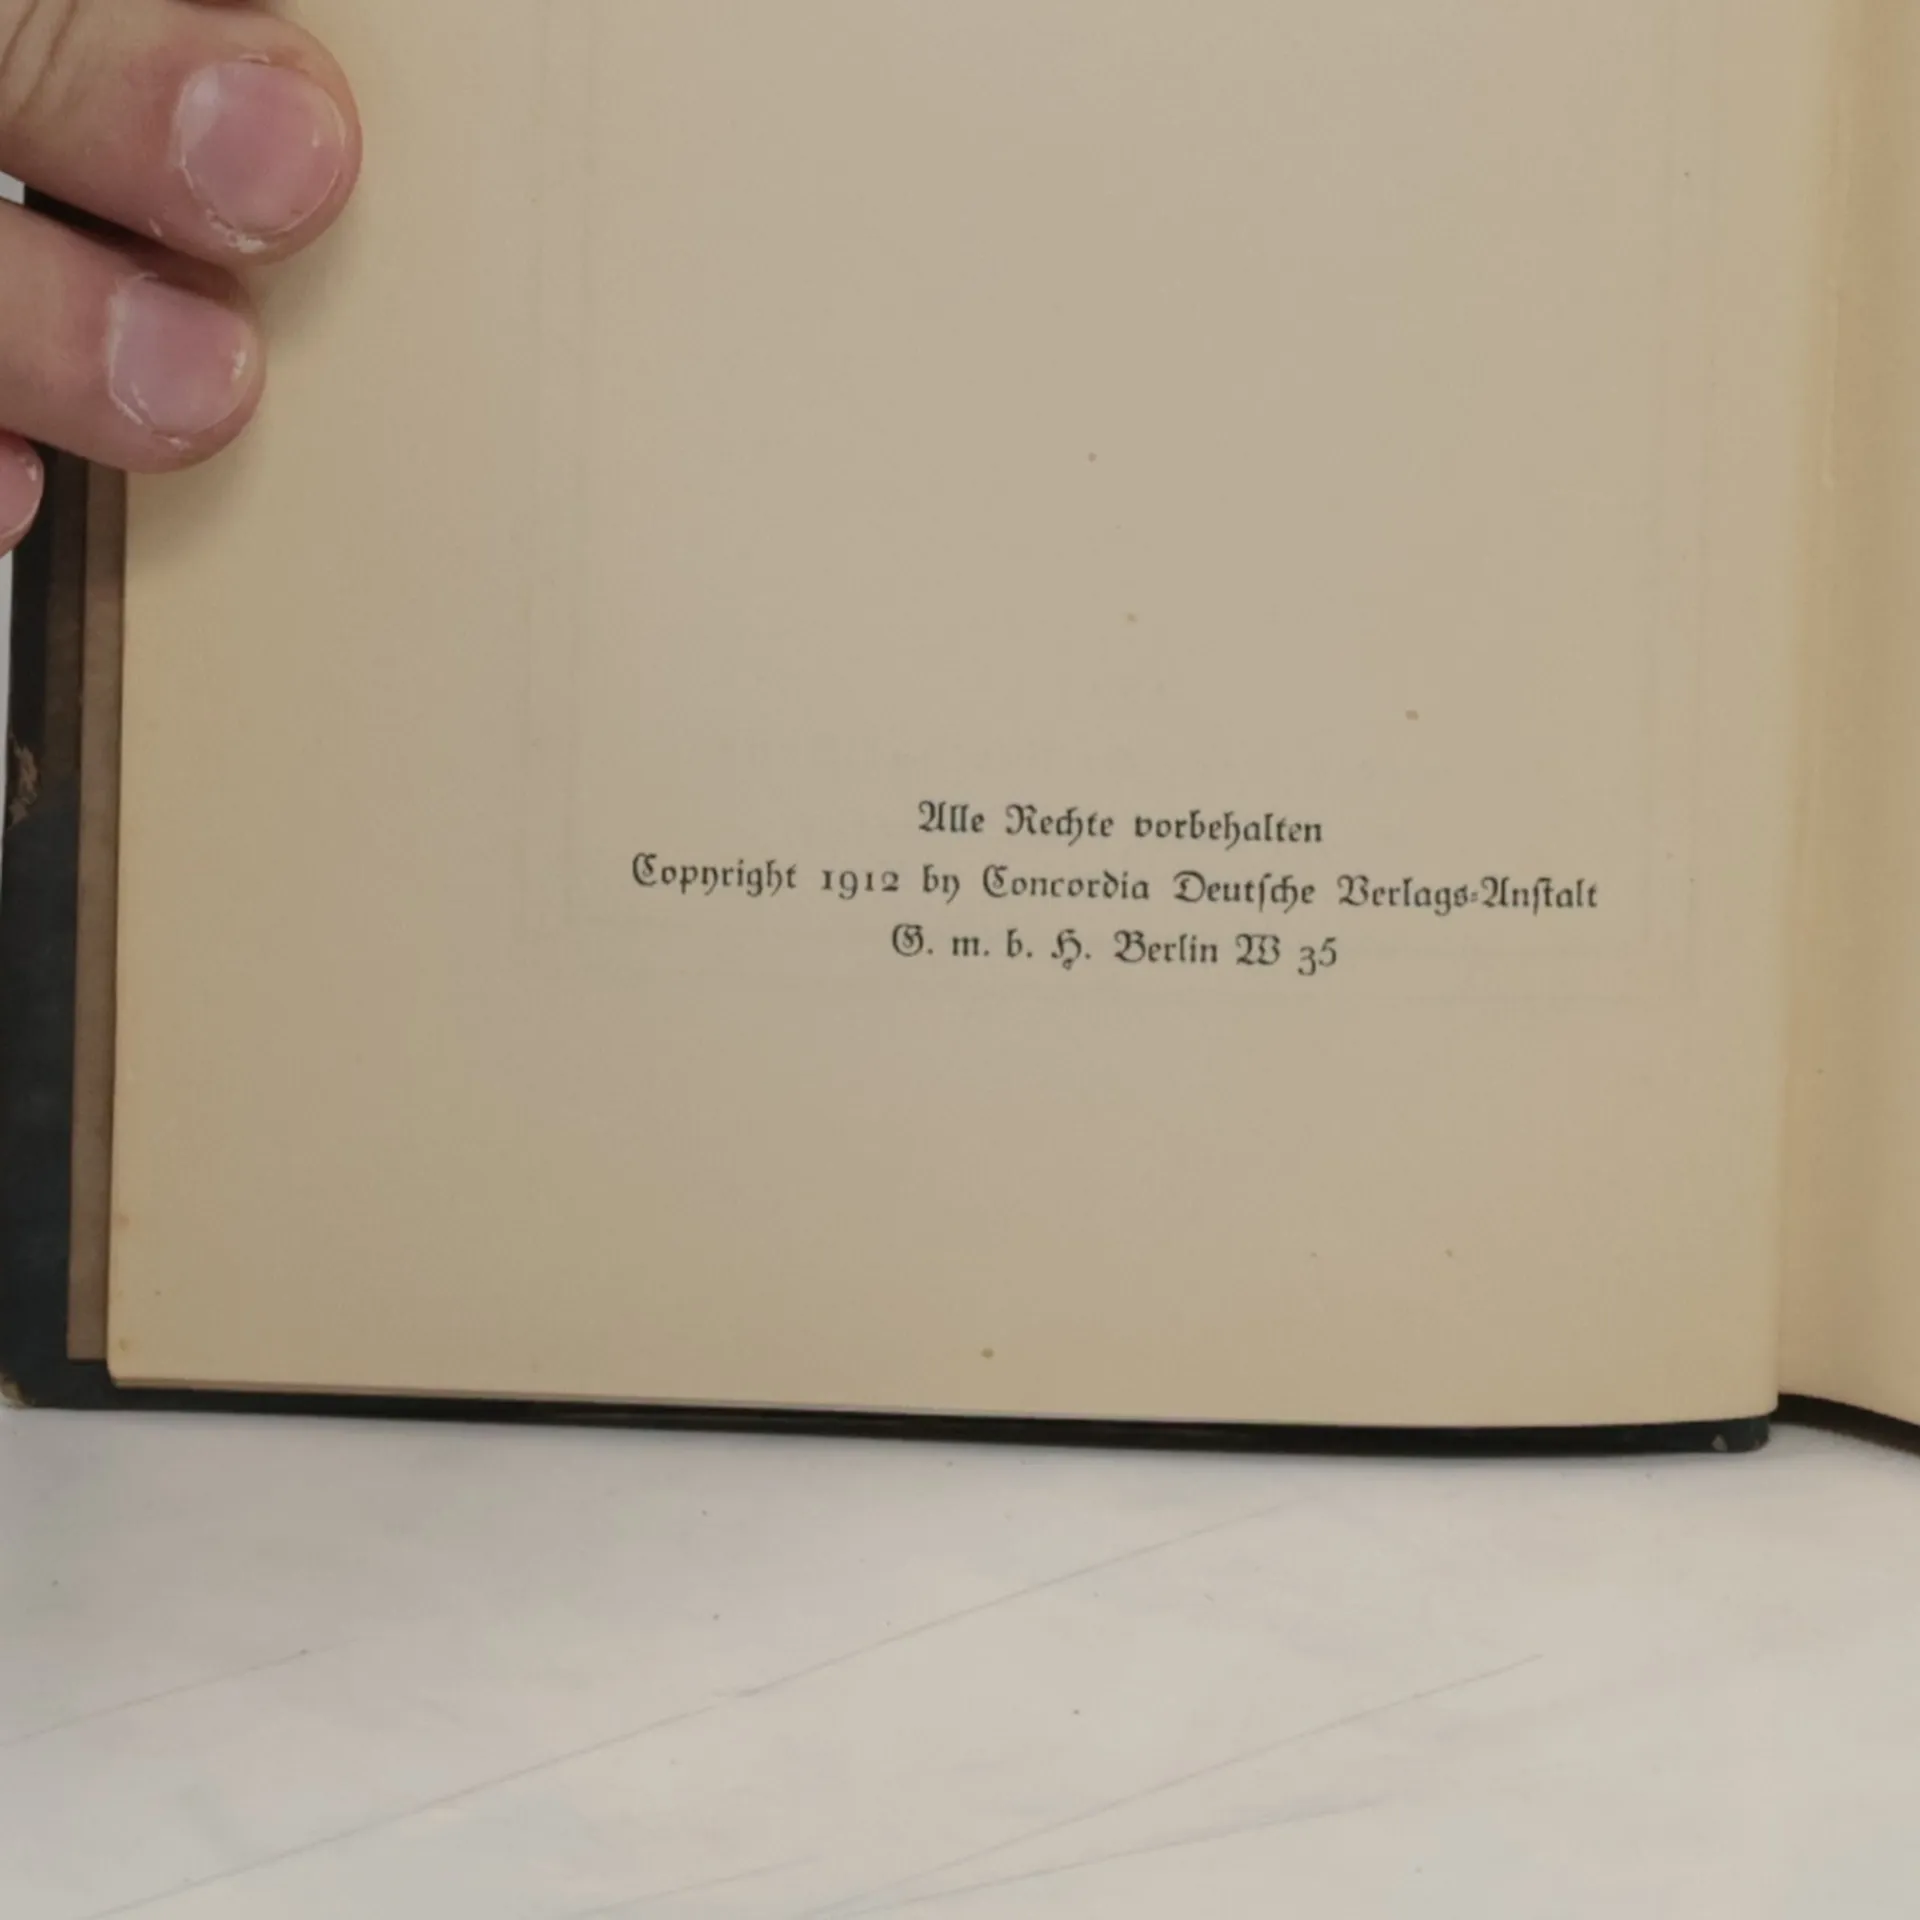 Alle Rechte vorbehalten
Copyright 1912 by Concordia Deutsche Verlags-Anstalt
G. m. b. H. Berlin W 35